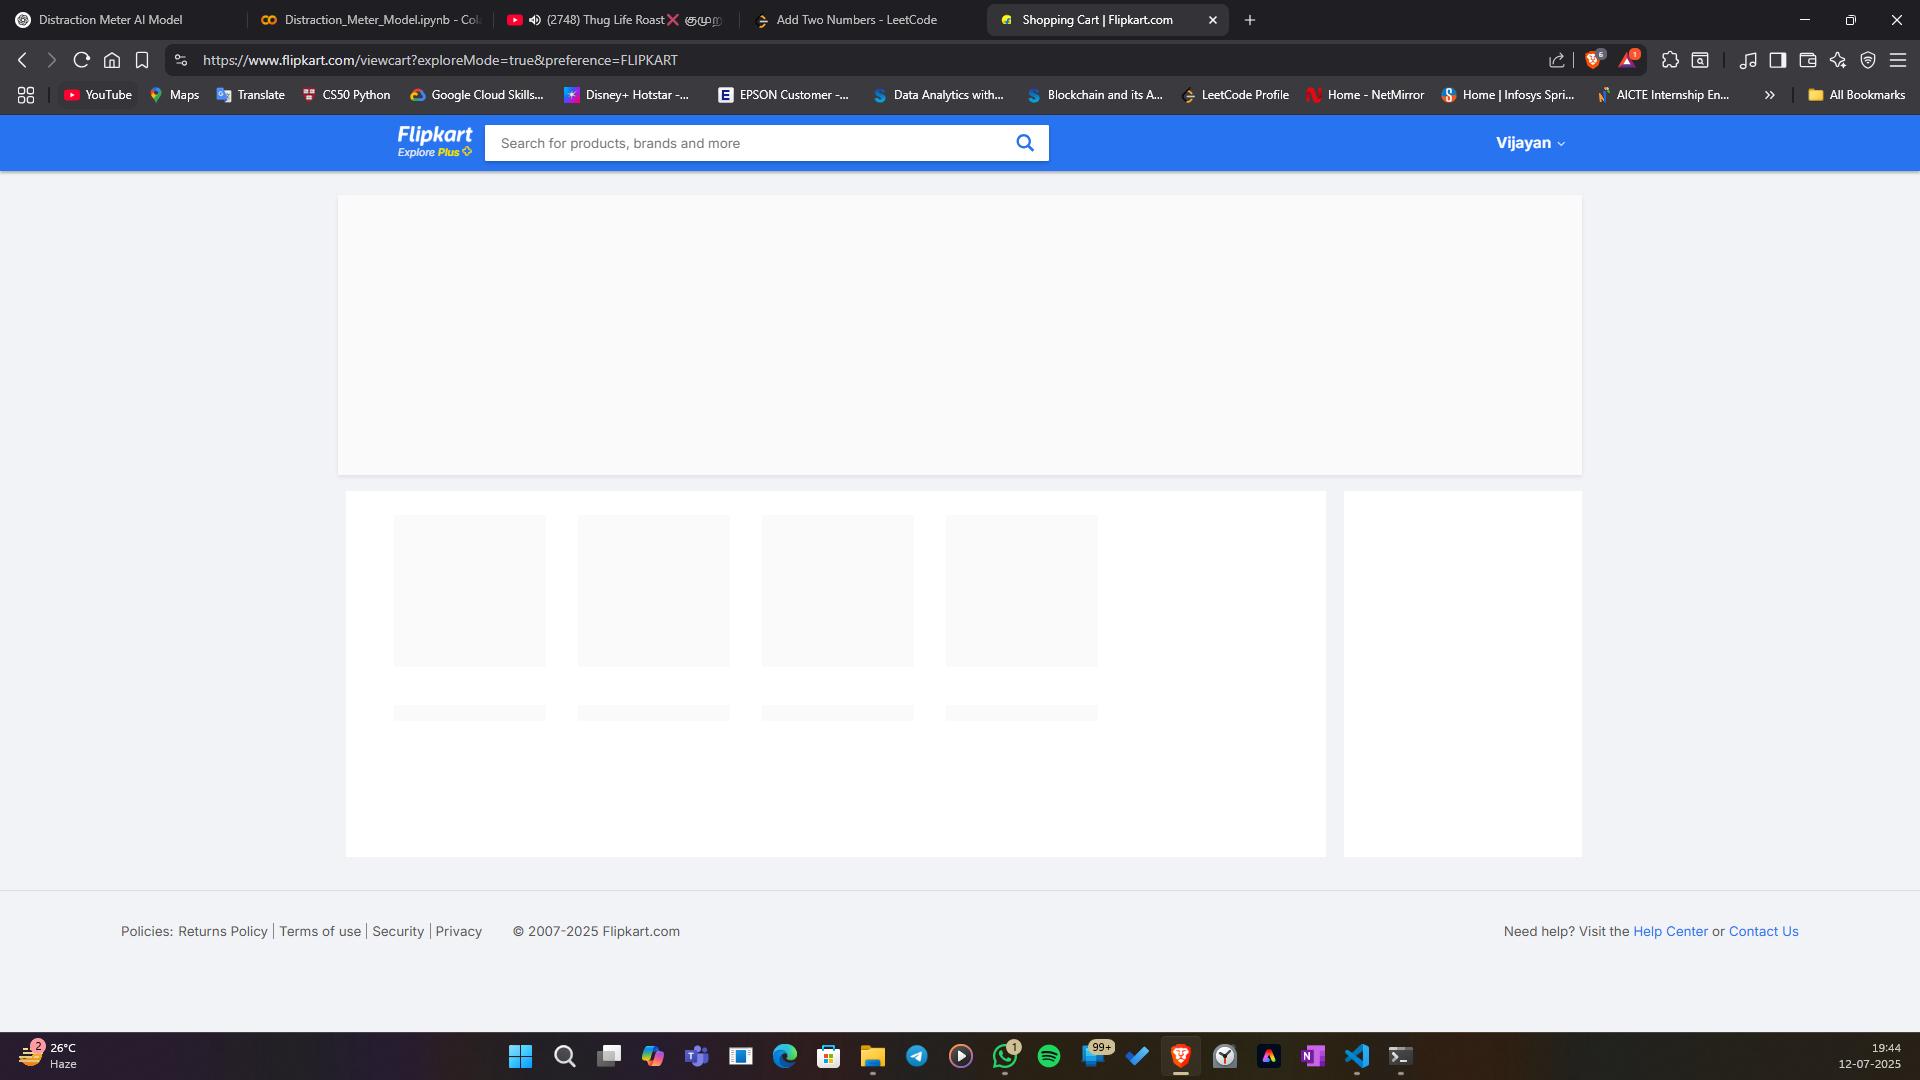 Distraction Meter AI Model
Distraction_Meter_Model.ipynb - Col
(2748) Thug Life Roast❌ குமுற
Add Two Numbers - LeetCode
Shopping Cart | Flipkart.com
https://www.flipkart.com/viewcart?exploreMode=true&preference=FLIPKART
6
1
YouTube
Maps
Translate
CS50 Python
Google Cloud Skills...
Disney+ Hotstar -...
EPSON Customer -...
Data Analytics with...
Blockchain and its A...
LeetCode Profile
Home - NetMirror
Home | Infosys Spri...
AICTE Internship En...
All Bookmarks
Flipkart
Explore Plus
Search for products, brands and more
Vijayan
Policies: Returns Policy | Terms of use | Security | Privacy
© 2007-2025 Flipkart.com
Need help? Visit the Help Center or Contact Us
2
26°C
Haze
1
99+
19:44
12-07-2025